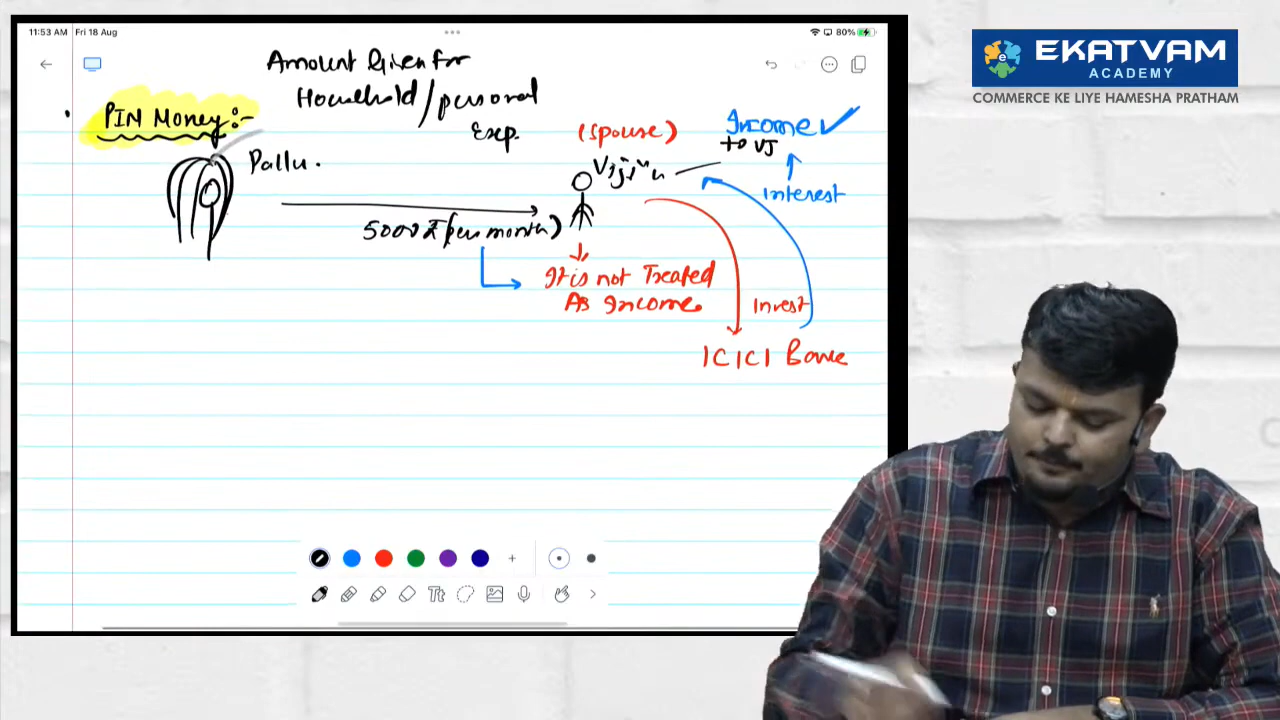 11:53 AM Fri 18 Aug
80%
EKATVAM
ACADEMY
COMMERCE KE LIYE HAMESHA PRATHAM
Amount Given for
Household/personal
Exp.
PIN Money:-
Pallu.
(Spouse)
Income ✓
to VJ
Interest
5000 ₹ (per month)
It is not Treated
As Income
Invest
ICICI Bank
Tt